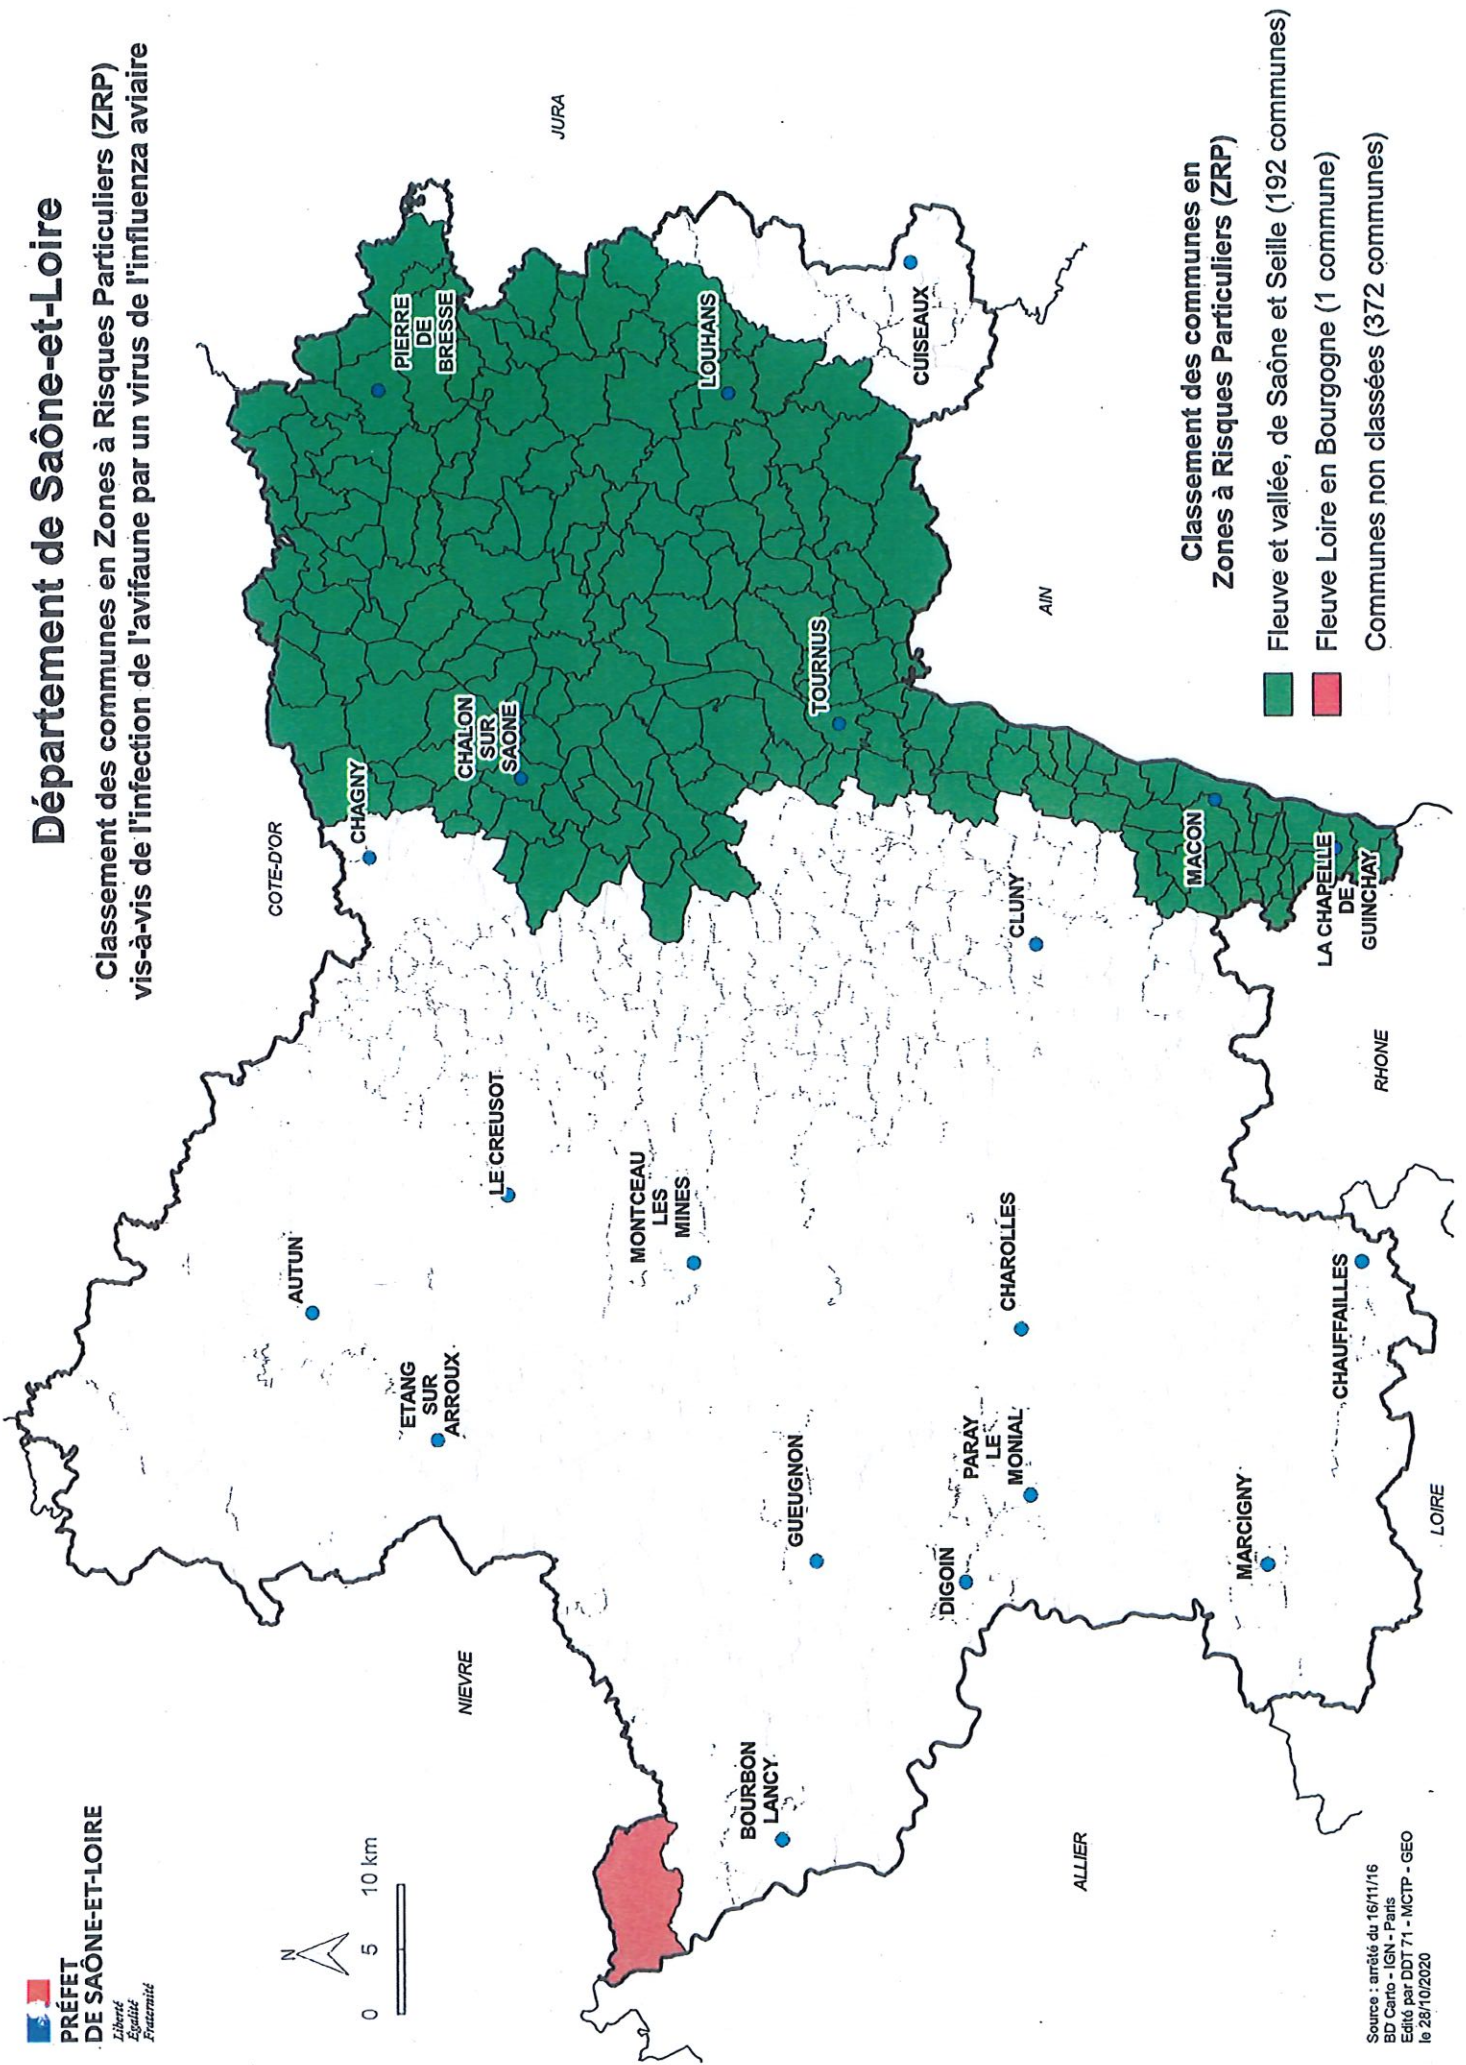 PRÉFET
DE SAÔNE-ET-LOIRE
Liberté
Égalité
Fraternité
Département de Saône-et-Loire
Classement des communes en Zones à Risques Particuliers (ZRP)
vis-à-vis de l'infection de l'avifaune par un virus de l'influenza aviaire
N
0 5 10 km
COTE-D'OR
JURA
NIEVRE
AIN
ALLIER
RHONE
LOIRE
AUTUN
ETANG
SUR
ARROUX
LE CREUSOT
CHAGNY
CHALON
SUR
SAONE
PIERRE
DE
BRESSE
MONTCEAU
LES
MINES
LOUHANS
BOURBON
LANCY
GUEUGNON
TOURNUS
CUISEAUX
DIGOIN
PARAY
LE
MONIAL
CHAROLLES
CLUNY
MACON
MARCIGNY
CHAUFFAILLES
LA CHAPELLE
DE
GUINCHAY
Classement des communes en
Zones à Risques Particuliers (ZRP)
Fleuve et vallée, de Saône et Seille (192 communes)
Fleuve Loire en Bourgogne (1 commune)
Communes non classées (372 communes)
Source : arrêté du 16/11/16
BD Carto - IGN - Paris
Edité par DDT 71 - MCTP - GEO
le 28/10/2020